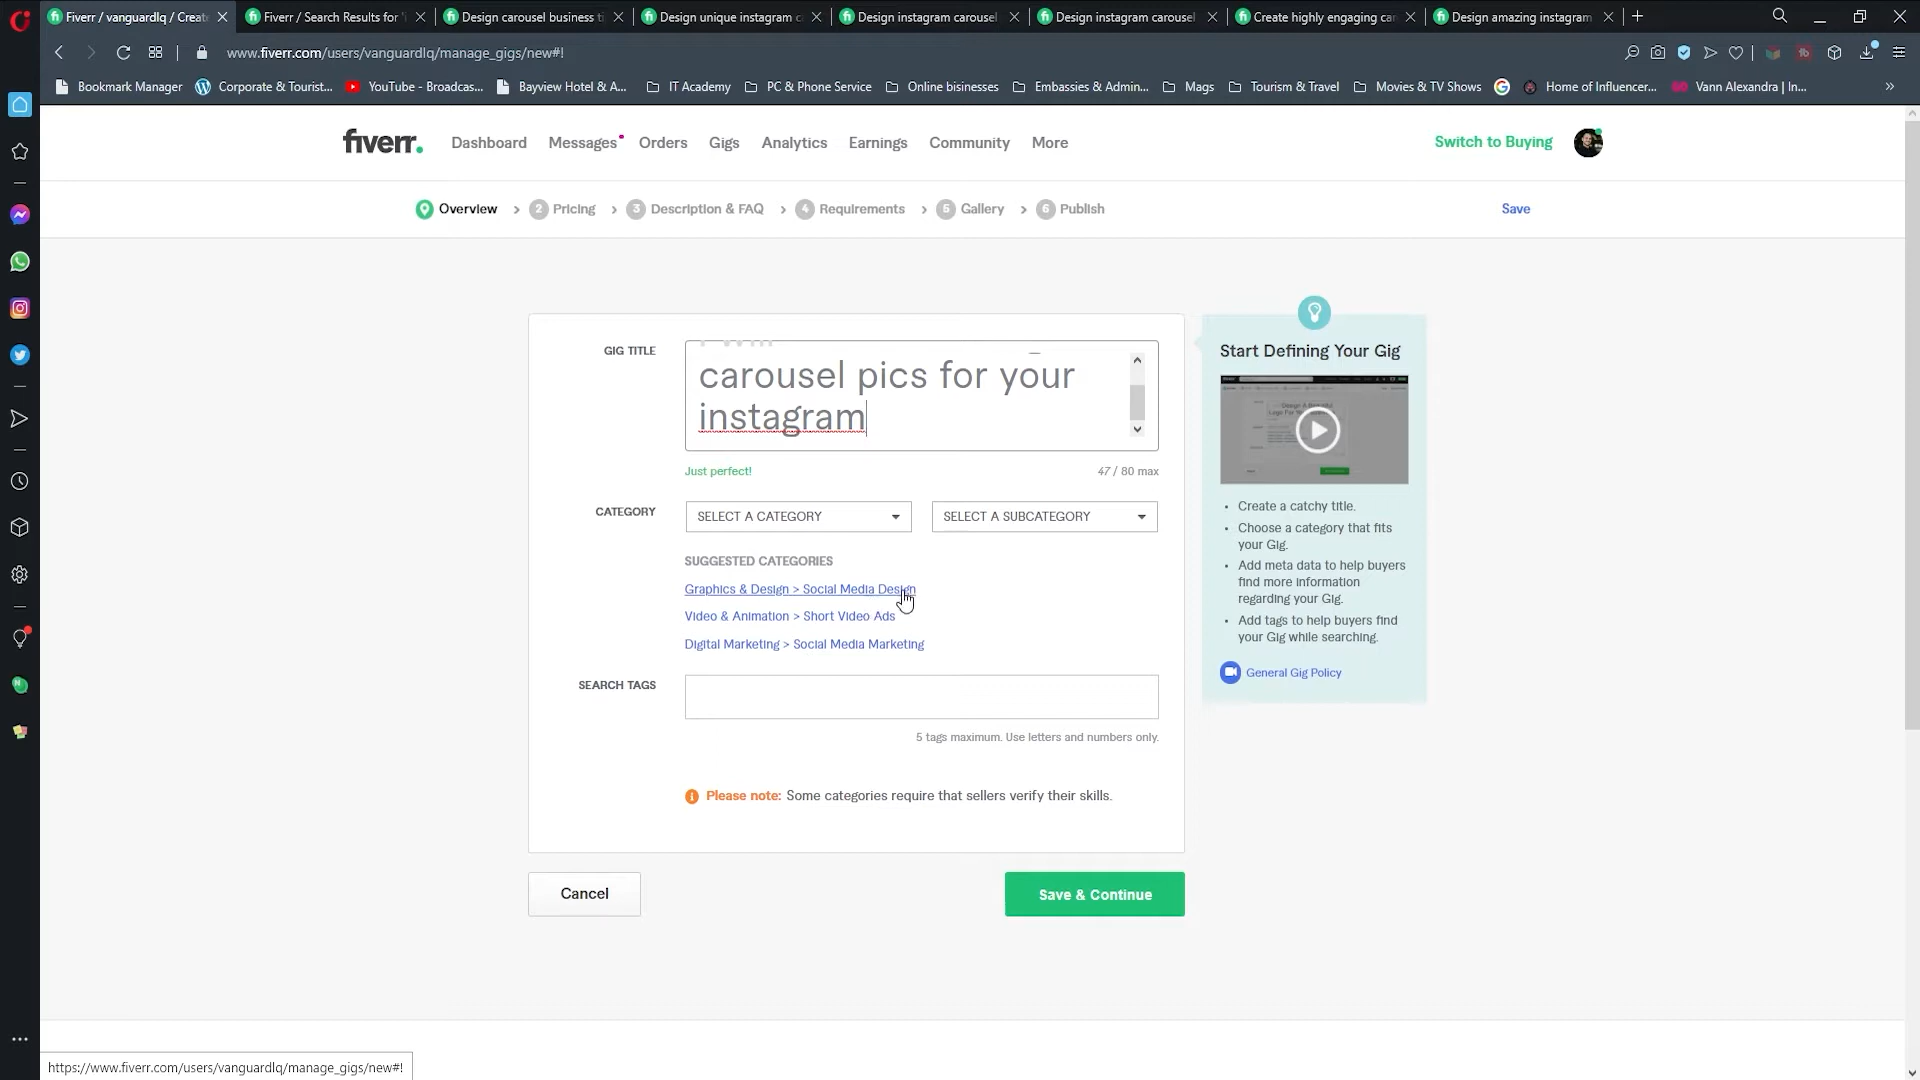 Fiverr / vanguardlq / Create
Fiverr / Search Results for '
Design carousel business ti
Design unique instagram c
Design instagram carousel
Design instagram carousel
Create highly engaging car
Design amazing instagram
www.fiverr.com/users/vanguardlq/manage_gigs/new#!
Bookmark Manager
Corporate & Tourist...
YouTube - Broadcas...
Bayview Hotel & A...
IT Academy
PC & Phone Service
Online bisinesses
Embassies & Admin...
Mags
Tourism & Travel
Movies & TV Shows
Home of Influencer...
Vann Alexandra | In...
fiverr.
Dashboard
Messages
Orders
Gigs
Analytics
Earnings
Community
More
Switch to Buying
Overview
2 Pricing
3 Description & FAQ
4 Requirements
5 Gallery
6 Publish
Save
GIG TITLE
carousel pics for your
instagram
Just perfect!
47 / 80 max
CATEGORY
SELECT A CATEGORY
SELECT A SUBCATEGORY
SUGGESTED CATEGORIES
Graphics & Design > Social Media Design
Video & Animation > Short Video Ads
Digital Marketing > Social Media Marketing
SEARCH TAGS
5 tags maximum. Use letters and numbers only.
Please note: Some categories require that sellers verify their skills.
Cancel
Save & Continue
Start Defining Your Gig
Create a catchy title.
Choose a category that fits
your Gig.
Add meta data to help buyers
find more information
regarding your GIg.
Add tags to help buyers find
your Gig while searching.
General Gig Policy
https://www.fiverr.com/users/vanguardlq/manage_gigs/new#!